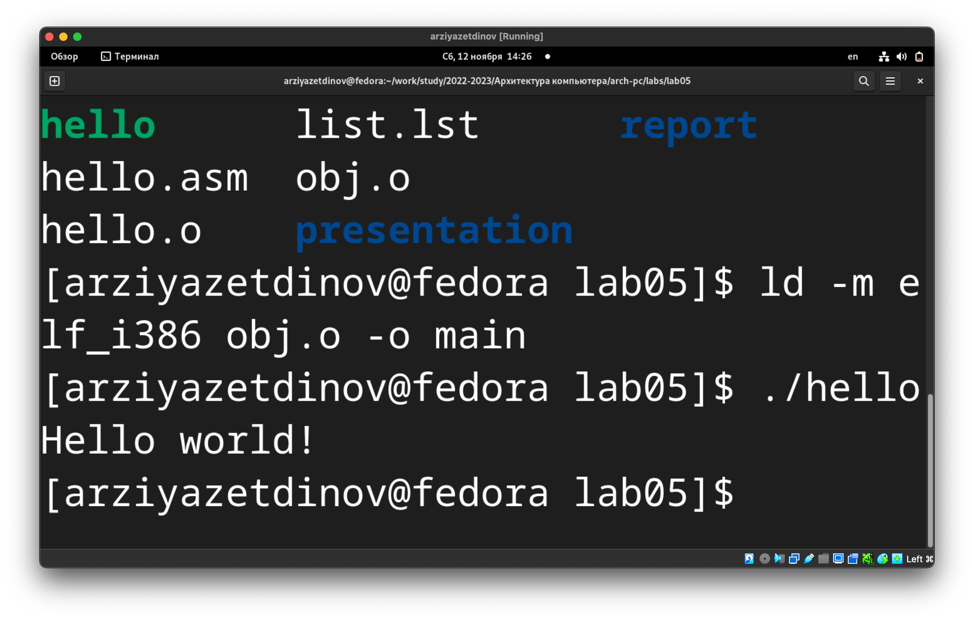 arziyazetdinov [Running]
Обзор Терминал Сб, 12 ноября 14:26 en
arziyazetdinov@fedora:~/work/study/2022-2023/Архитектура компьютера/arch-pc/labs/lab05
hello list.lst report
hello.asm obj.o
hello.o presentation
[arziyazetdinov@fedora lab05]$ ld -m e
lf_i386 obj.o -o main
[arziyazetdinov@fedora lab05]$ ./hello
Hello world!
[arziyazetdinov@fedora lab05]$
Left ⌘